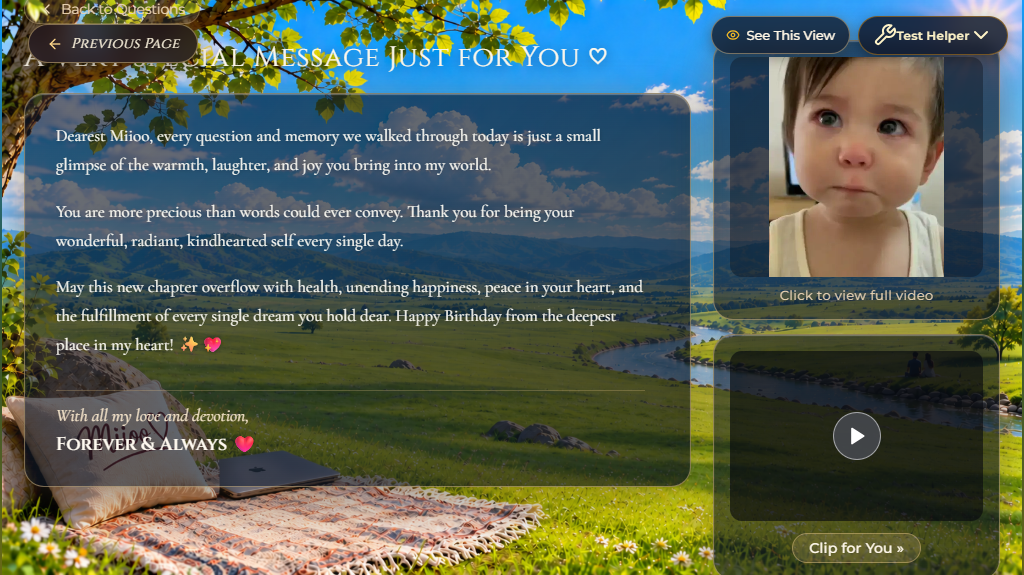 Back to Questions
Previous Page
See This View
Test Helper
A Very Special Message Just for You ♡
Dearest Miioo, every question and memory we walked through today is just a small
glimpse of the warmth, laughter, and joy you bring into my world.
You are more precious than words could ever convey. Thank you for being your
wonderful, radiant, kindhearted self every single day.
May this new chapter overflow with health, unending happiness, peace in your heart, and
the fulfillment of every single dream you hold dear. Happy Birthday from the deepest
place in my heart! ✨ 💖
With all my love and devotion,
Forever & Always 💗
Miioo
Click to view full video
Clip for You »